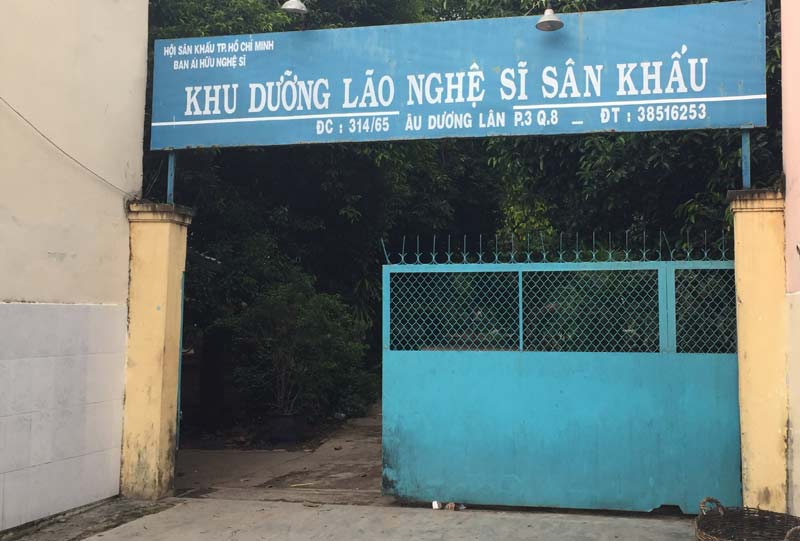 HỘI SÂN KHẤU TP. HỒ CHÍ MINH
BAN ÁI HỮU NGHỆ SĨ
KHU DƯỠNG LÃO NGHỆ SĨ SÂN KHẤU
ĐC : 314/65 ÂU DƯƠNG LÂN P.3 Q.8 _ ĐT : 38516253